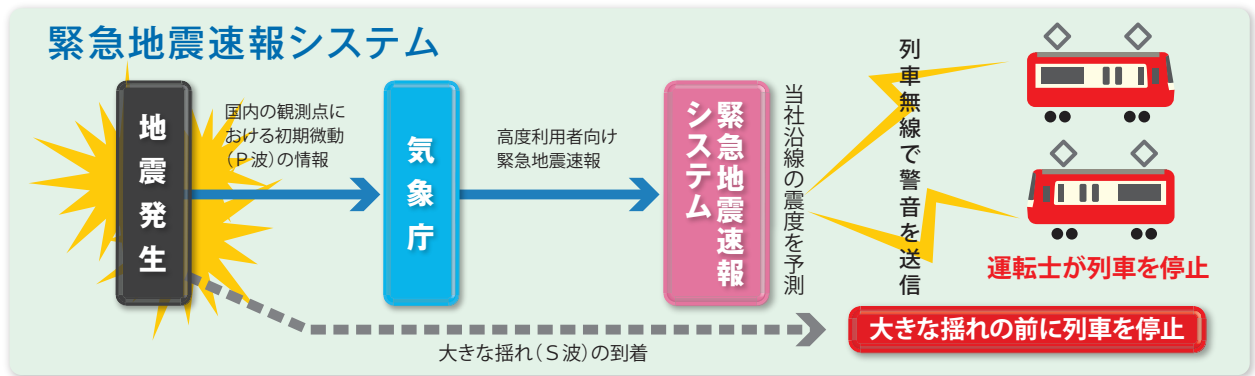 緊急地震速報システム
地震発生
国内の観測点に
おける初期微動
（Ｐ波）の情報
気象庁
高度利用者向け
緊急地震速報
緊急地震速報
システム
当社沿線の震度を予測
列車無線で警音を送信
運転士が列車を停止
大きな揺れの前に列車を停止
大きな揺れ（Ｓ波）の到着